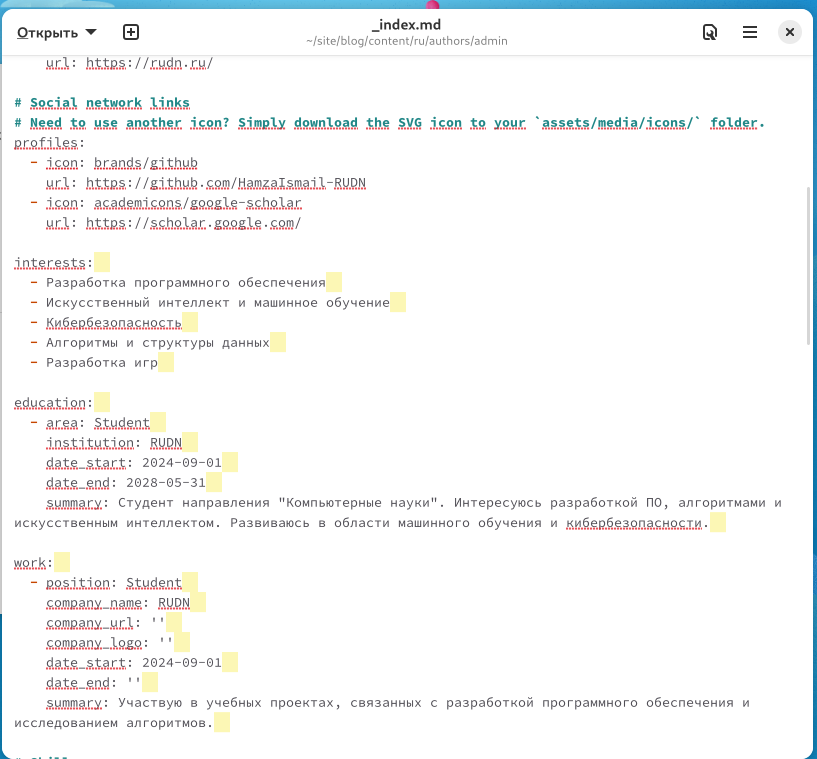 Открыть
_index.md
~/site/blog/content/ru/authors/admin
url: https://rudn.ru/
# Social network links
# Need to use another icon? Simply download the SVG icon to your `assets/media/icons/` folder.
profiles:
- icon: brands/github
url: https://github.com/HamzaIsmail-RUDN
- icon: academicons/google-scholar
url: https://scholar.google.com/
interests:
- Разработка программного обеспечения
- Искусственный интеллект и машинное обучение
- Кибербезопасность
- Алгоритмы и структуры данных
- Разработка игр
education:
- area: Student
institution: RUDN
date_start: 2024-09-01
date_end: 2028-05-31
summary: Студент направления "Компьютерные науки". Интересуюсь разработкой ПО, алгоритмами и
искусственным интеллектом. Развиваюсь в области машинного обучения и кибербезопасности.
work:
- position: Student
company_name: RUDN
company_url: ''
company_logo: ''
date_start: 2024-09-01
date_end: ''
summary: Участвую в учебных проектах, связанных с разработкой программного обеспечения и
исследованием алгоритмов.